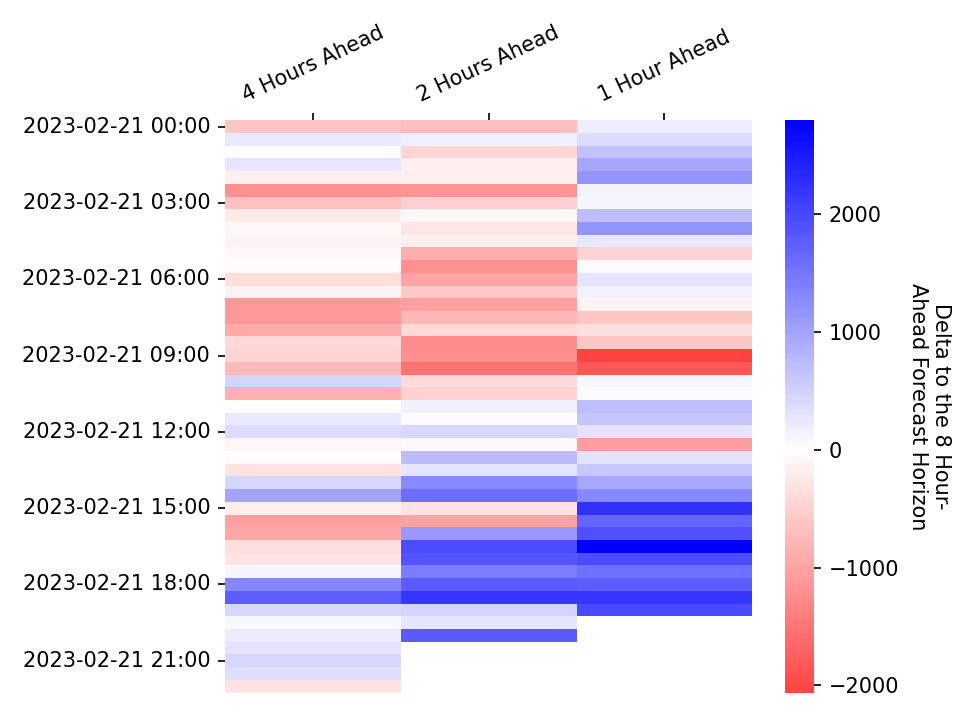 4 Hours Ahead
2 Hours Ahead
1 Hour Ahead
2023-02-21 00:00
2023-02-21 03:00
2023-02-21 06:00
2023-02-21 09:00
2023-02-21 12:00
2023-02-21 15:00
2023-02-21 18:00
2023-02-21 21:00
2000
1000
0
−1000
−2000
Delta to the 8 Hour-
Ahead Forecast Horizon